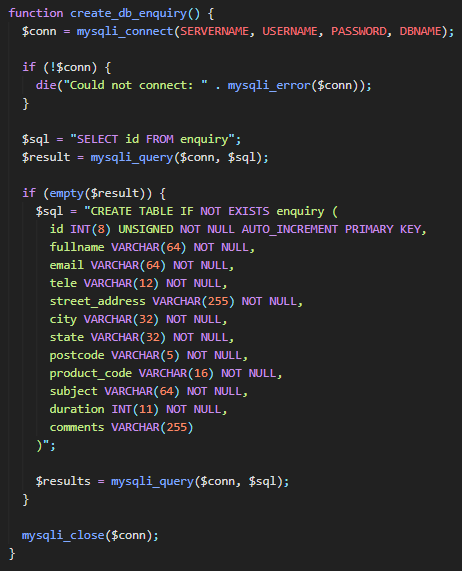 function create_db_enquiry() {
$conn = mysqli_connect(SERVERNAME, USERNAME, PASSWORD, DBNAME);
if (!$conn) {
die("Could not connect: " . mysqli_error($conn));
}
$sql = "SELECT id FROM enquiry";
$result = mysqli_query($conn, $sql);
if (empty($result)) {
$sql = "CREATE TABLE IF NOT EXISTS enquiry (
id INT(8) UNSIGNED NOT NULL AUTO_INCREMENT PRIMARY KEY,
fullname VARCHAR(64) NOT NULL,
email VARCHAR(64) NOT NULL,
tele VARCHAR(12) NOT NULL,
street_address VARCHAR(255) NOT NULL,
city VARCHAR(32) NOT NULL,
state VARCHAR(32) NOT NULL,
postcode VARCHAR(5) NOT NULL,
product_code VARCHAR(16) NOT NULL,
subject VARCHAR(64) NOT NULL,
duration INT(11) NOT NULL,
comments VARCHAR(255)
)";
$results = mysqli_query($conn, $sql);
}
mysqli_close($conn);
}